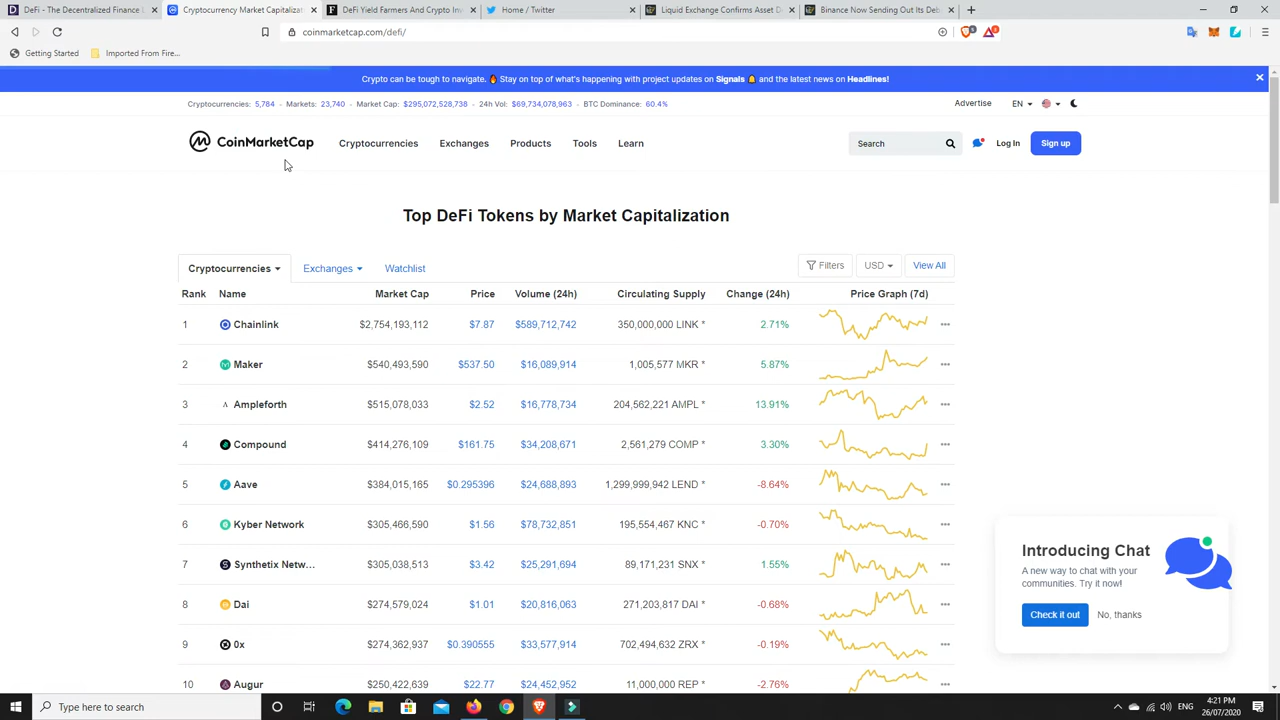 DeFi - The Decentralized Finance L
Cryptocurrency Market Capitaliza
DeFi Yield Farmers And Crypto Inv
Home / Twitter
Liquid Exchange Confirms Asset D
Binance Now Sending Out Its Deb
coinmarketcap.com/defi/
Getting Started
Imported From Fire...
Crypto can be tough to navigate. 🔥 Stay on top of what's happening with project updates on Signals 🔔 and the latest news on Headlines!
Cryptocurrencies: 5,784 • Markets: 23,740 • Market Cap: $295,072,528,738 • 24h Vol: $69,734,078,963 • BTC Dominance: 60.4%
Advertise EN
CoinMarketCap Cryptocurrencies Exchanges Products Tools Learn Search Log In Sign up
Top DeFi Tokens by Market Capitalization
Cryptocurrencies Exchanges Watchlist Filters USD View All
Rank Name Market Cap Price Volume (24h) Circulating Supply Change (24h) Price Graph (7d)
1 Chainlink $2,754,193,112 $7.87 $589,712,742 350,000,000 LINK * 2.71%
2 Maker $540,493,590 $537.50 $16,089,914 1,005,577 MKR * 5.87%
3 Ampleforth $515,078,033 $2.52 $16,778,734 204,562,221 AMPL * 13.91%
4 Compound $414,276,109 $161.75 $34,208,671 2,561,279 COMP * 3.30%
5 Aave $384,015,165 $0.295396 $24,688,893 1,299,999,942 LEND * -8.64%
6 Kyber Network $305,466,590 $1.56 $78,732,851 195,554,467 KNC * -0.70%
7 Synthetix Netw... $305,038,513 $3.42 $25,291,694 89,171,231 SNX * 1.55%
8 Dai $274,579,024 $1.01 $20,816,063 271,203,817 DAI * -0.68%
9 0x $274,362,937 $0.390555 $33,577,914 702,494,632 ZRX * -0.19%
10 Augur $250,422,639 $22.77 $24,452,952 11,000,000 REP * -2.76%
Introducing Chat
A new way to chat with your
communities. Try it now!
Check it out No, thanks
Type here to search
ENG
4:21 PM
26/07/2020